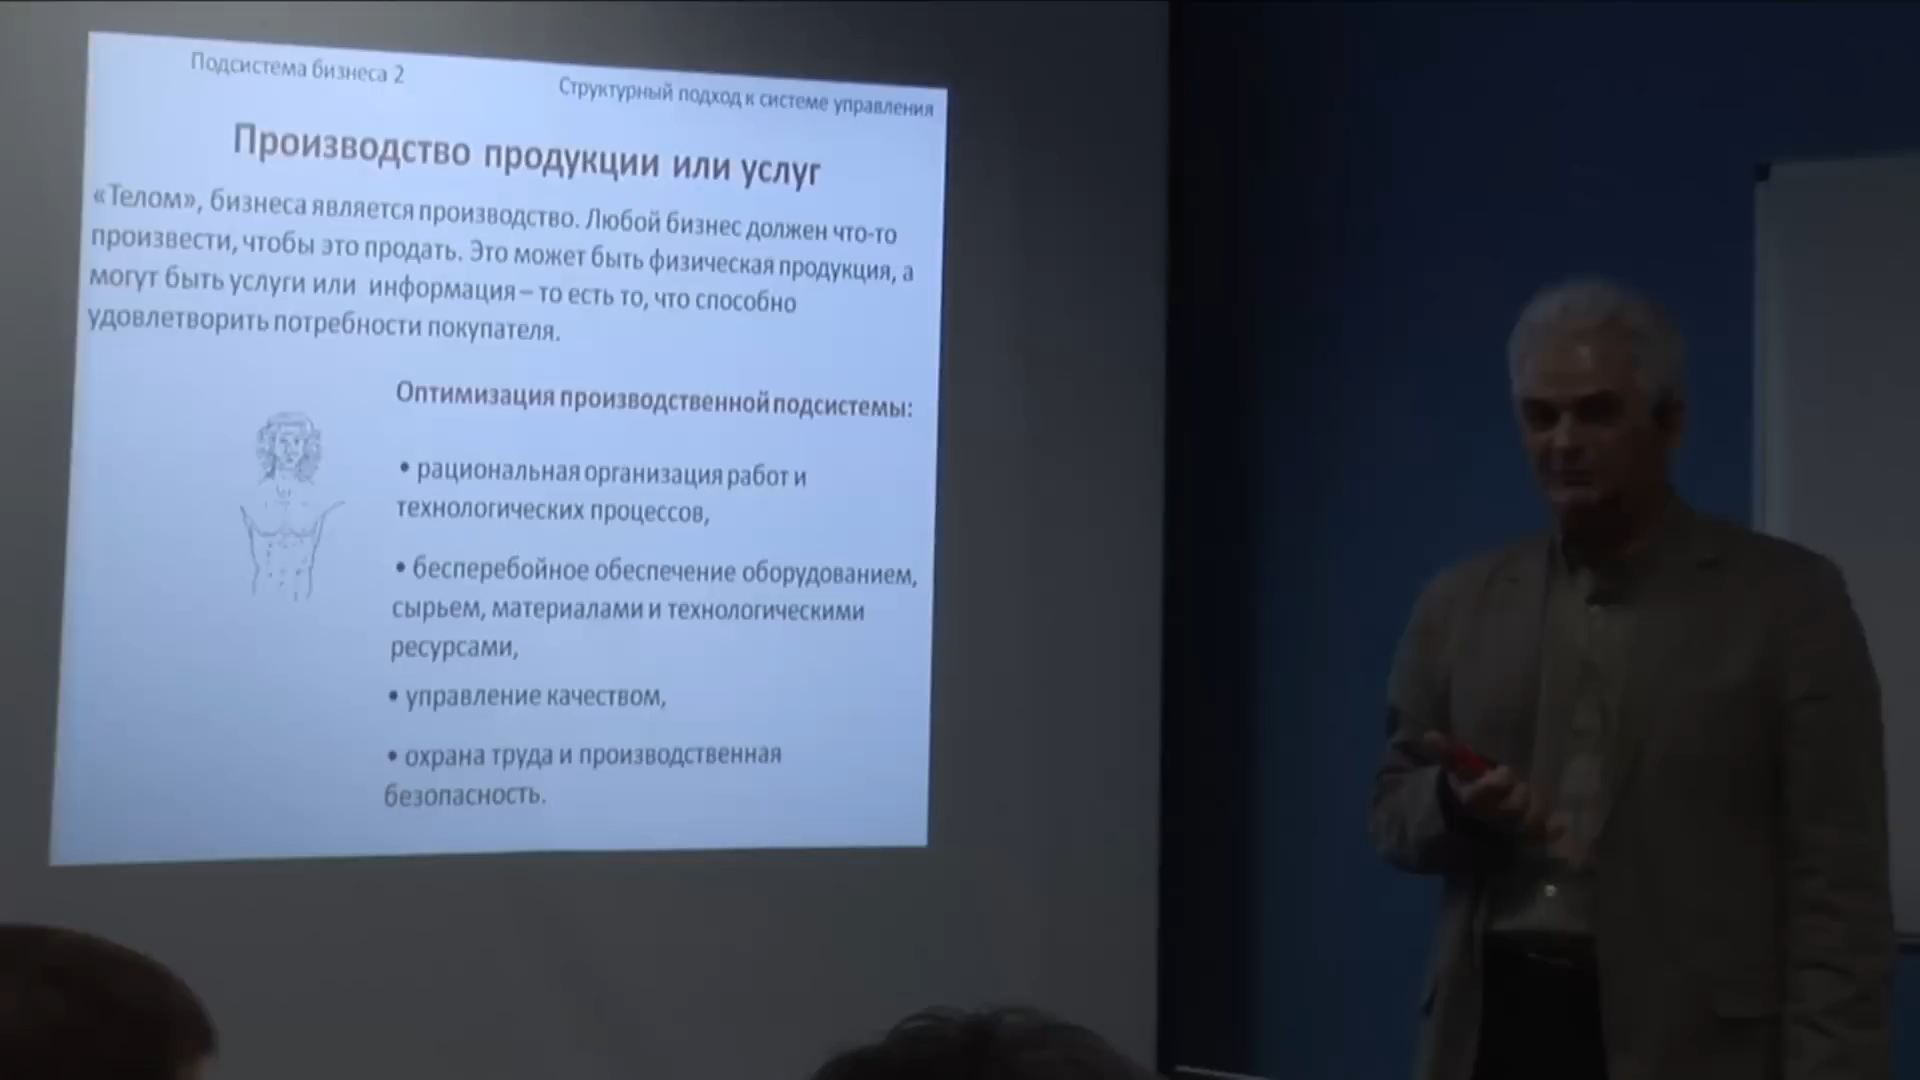 Подсистема бизнеса 2
Структурный подход к системе управления
Производство продукции или услуг
«Телом», бизнеса является производство. Любой бизнес должен что-то
произвести, чтобы это продать. Это может быть физическая продукция, а
могут быть услуги или информация – то есть то, что способно
удовлетворить потребности покупателя.
Оптимизация производственной подсистемы:
• рациональная организация работ и
технологических процессов,
• бесперебойное обеспечение оборудованием,
сырьем, материалами и технологическими
ресурсами,
• управление качеством,
• охрана труда и производственная
безопасность.